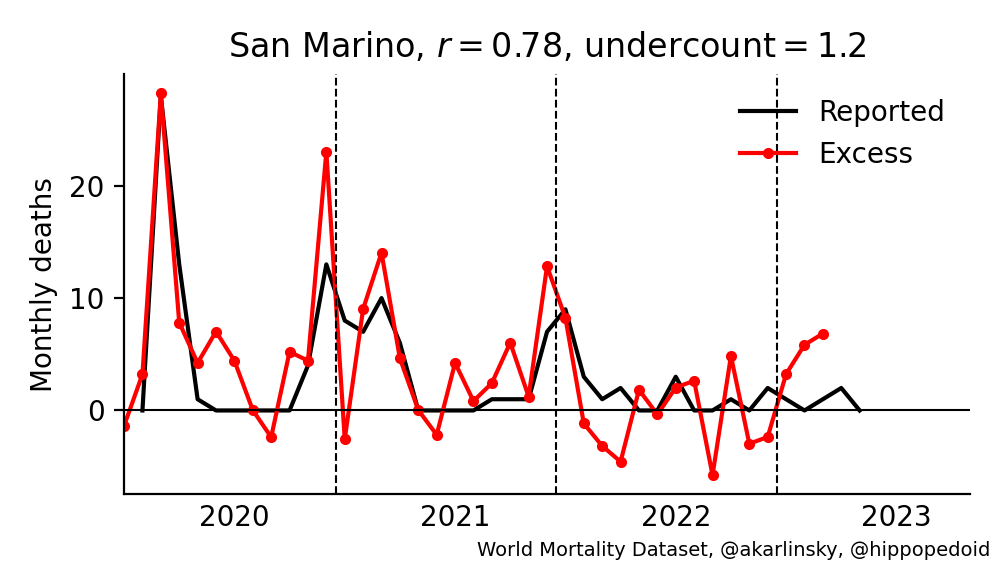 San Marino, r = 0.78, undercount = 1.2
Reported
Excess
Monthly deaths
20
10
0
2020 2021 2022 2023
World Mortality Dataset, @akarlinsky, @hippopedoid